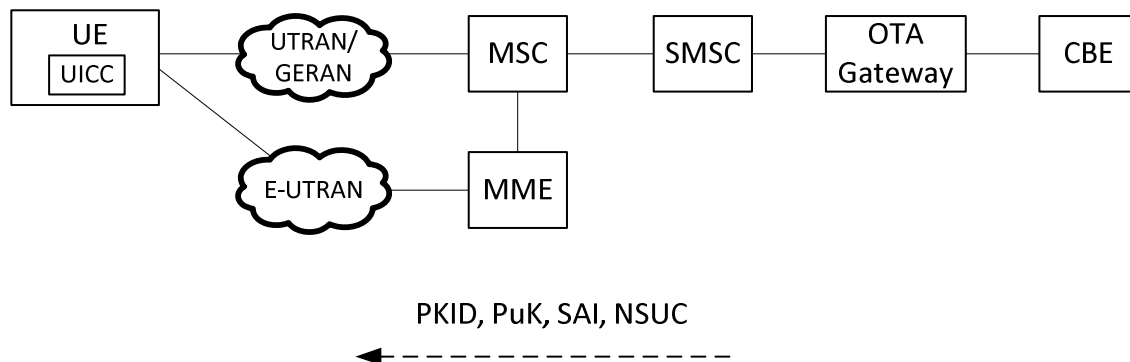 UE
UICC
UTRAN/
GERAN
MSC
SMSC
OTA
Gateway
CBE
E-UTRAN
MME
PKID, PuK, SAI, NSUC